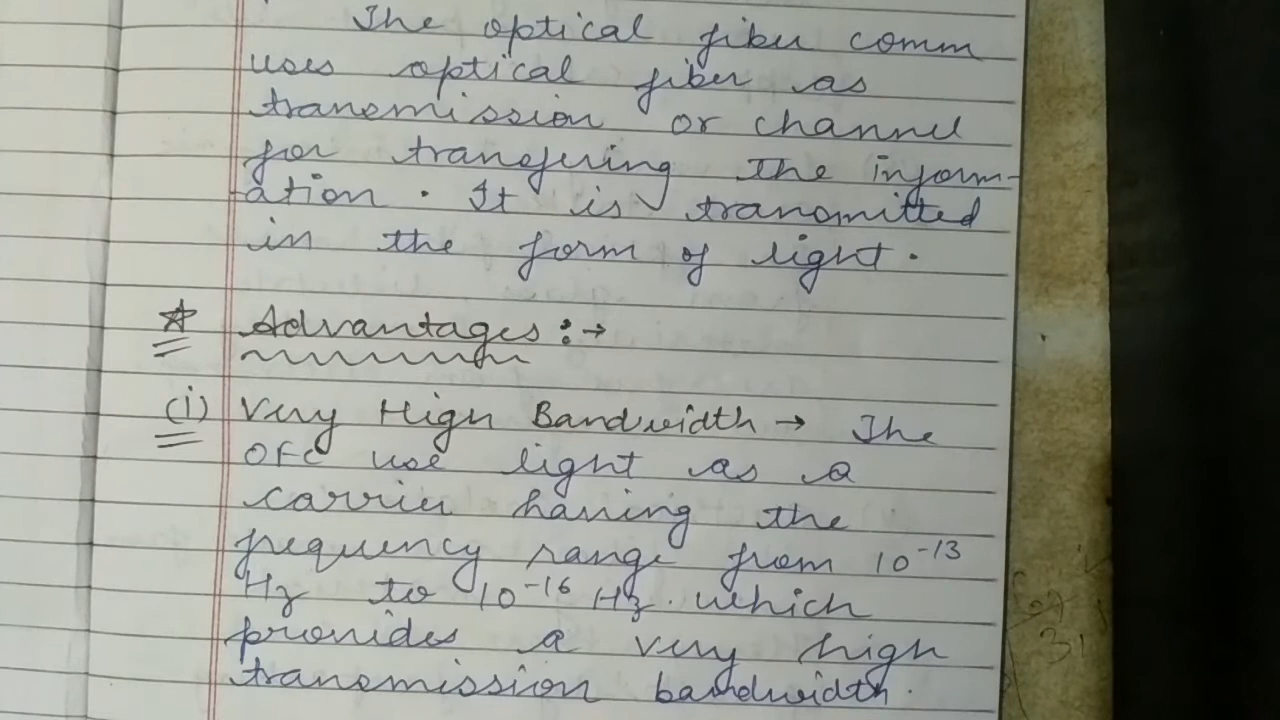 The optical fiber comm
uses optical fiber as
transmission or channel
for transfering the inform-
ation. It is transmitted
in the form of light.
☆ Advantages :→
(i) Very High Bandwidth → The
OFC use light as a
carrier having the
frequency range from 10⁻¹³
Hz to 10⁻¹⁶ Hz. which
provides a very high
transmission bandwidth.
31